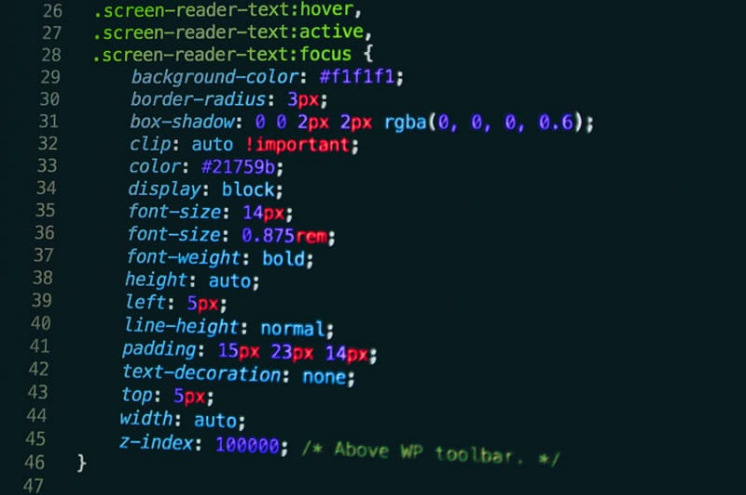 26 .screen-reader-text:hover,
27 .screen-reader-text:active,
28 .screen-reader-text:focus {
29 background-color: #f1f1f1;
30 border-radius: 3px;
31 box-shadow: 0 0 2px 2px rgba(0, 0, 0, 0.6);
32 clip: auto !important;
33 color: #21759b;
34 display: block;
35 font-size: 14px;
36 font-size: 0.875rem;
37 font-weight: bold;
38 height: auto;
39 left: 5px;
40 line-height: normal;
41 padding: 15px 23px 14px;
42 text-decoration: none;
43 top: 5px;
44 width: auto;
45 z-index: 100000; /* Above WP toolbar. */
46 }
47